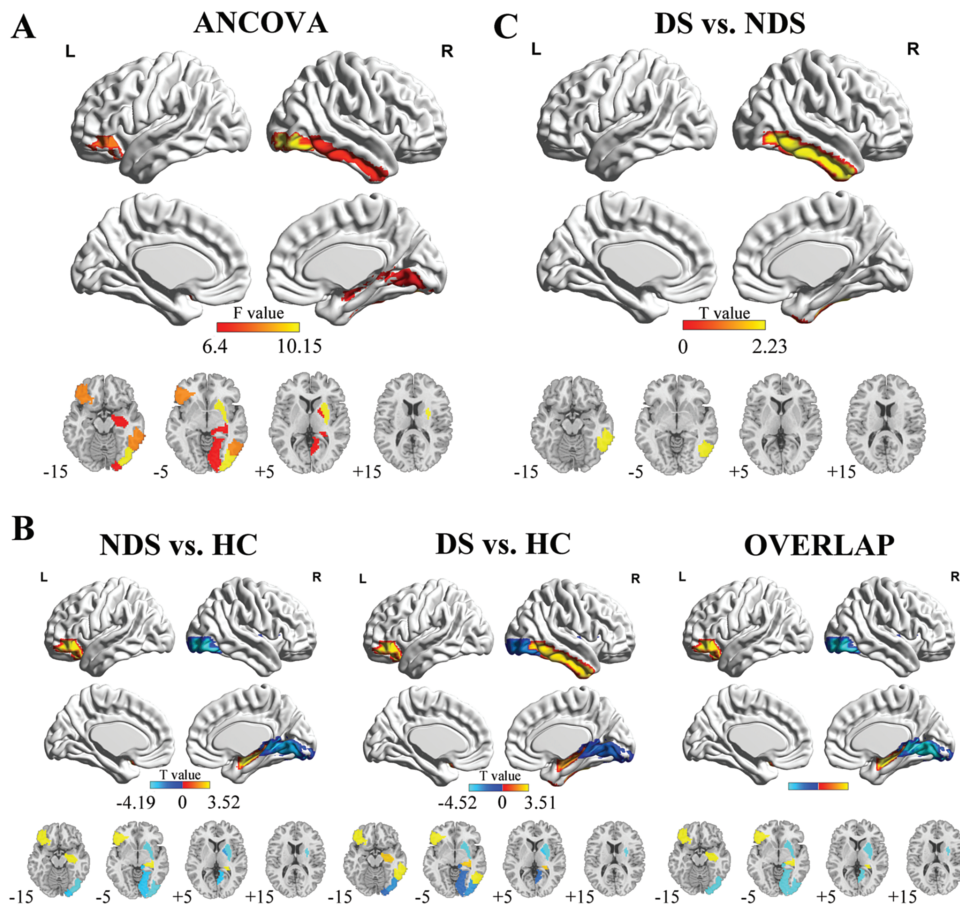 A
ANCOVA
L
R
F value
6.4
10.15
-15
-5
+5
+15
C
DS vs. NDS
L
R
T value
0
2.23
-15
-5
+5
+15
B
NDS vs. HC
L
R
T value
-4.19
0
3.52
-15
-5
+5
+15
DS vs. HC
L
R
T value
-4.52
0
3.51
-15
-5
+5
+15
OVERLAP
L
R
-15
-5
+5
+15